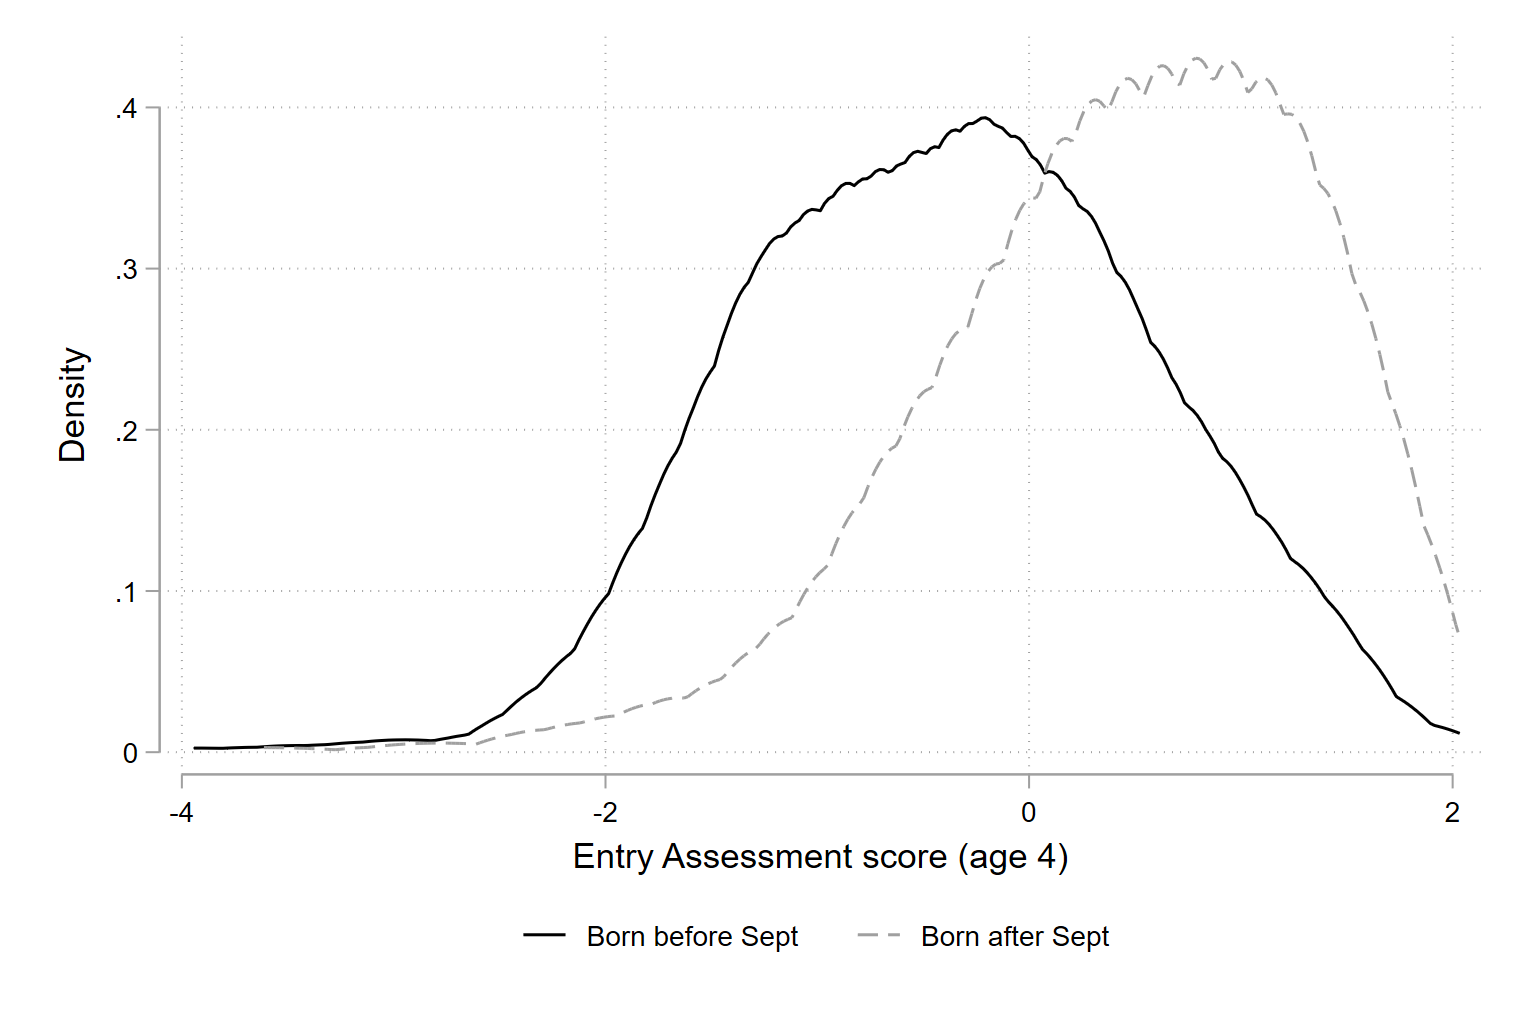 Density
.4
.3
.2
.1
0
-4 -2 0 2
Entry Assessment score (age 4)
Born before Sept Born after Sept